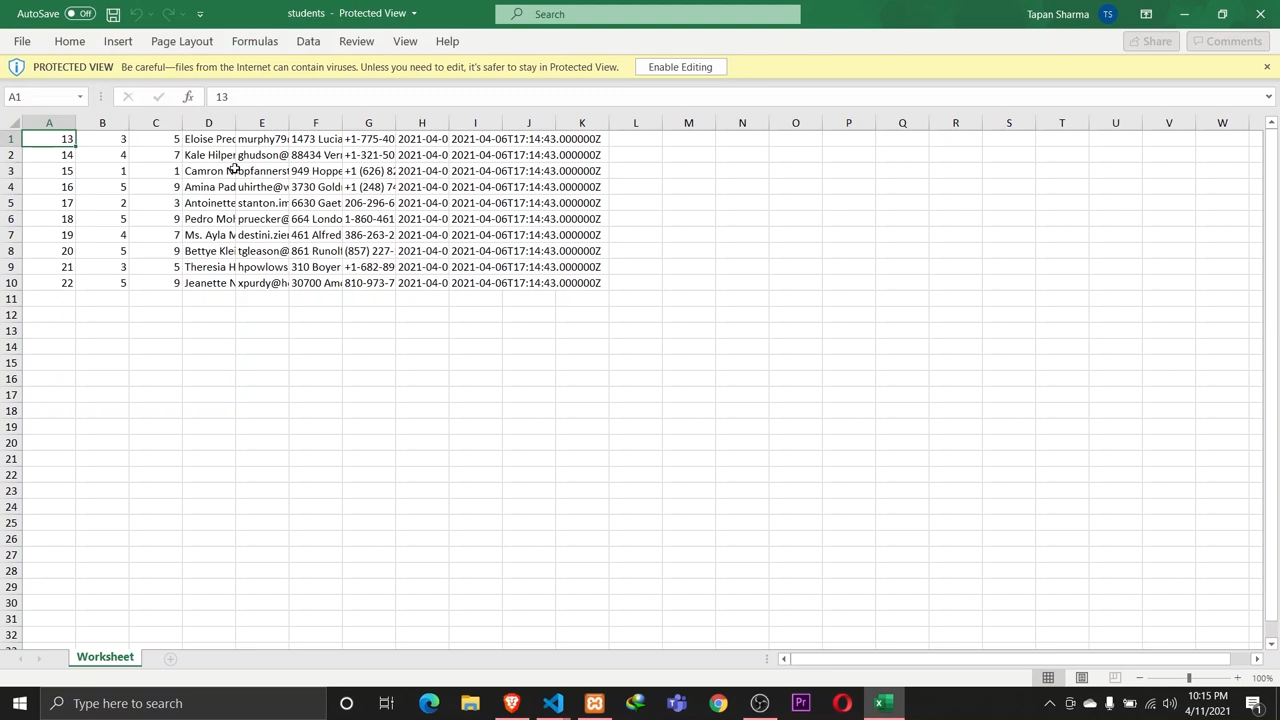 AutoSave Off students - Protected View Search Tapan Sharma TS
File Home Insert Page Layout Formulas Data Review View Help Share Comments
PROTECTED VIEW Be careful—files from the Internet can contain viruses. Unless you need to edit, it's safer to stay in Protected View. Enable Editing
A1 fx 13
A B C D E F G H I J K L M N O P Q R S T U V W
1 13 3 5 Eloise Pred murphy79 1473 Lucia +1-775-40 2021-04-0 2021-04-06T17:14:43.000000Z
2 14 4 7 Kale Hilper ghudson@ 88434 Verr +1-321-50 2021-04-0 2021-04-06T17:14:43.000000Z
3 15 1 1 Camron opfannerst 949 Hoppe +1 (626) 82 2021-04-0 2021-04-06T17:14:43.000000Z
4 16 5 9 Amina Pad uhirthe@w 3730 Gold +1 (248) 74 2021-04-0 2021-04-06T17:14:43.000000Z
5 17 2 3 Antoinette stanton.im 6630 Gaet 206-296-6 2021-04-0 2021-04-06T17:14:43.000000Z
6 18 5 9 Pedro Mol pruecker@ 664 Londo 1-860-461 2021-04-0 2021-04-06T17:14:43.000000Z
7 19 4 7 Ms. Ayla M destini.zier 461 Alfred 386-263-2 2021-04-0 2021-04-06T17:14:43.000000Z
8 20 5 9 Bettye Klei tgleason@ 861 Runolf (857) 227- 2021-04-0 2021-04-06T17:14:43.000000Z
9 21 3 5 Theresia H hpowlows 310 Boyer +1-682-89 2021-04-0 2021-04-06T17:14:43.000000Z
10 22 5 9 Jeanette N xpurdy@h 30700 Am 810-973-7 2021-04-0 2021-04-06T17:14:43.000000Z
11
12
13
14
15
16
17
18
19
20
21
22
23
24
25
26
27
28
29
30
31
32
Worksheet
100%
Type here to search Pr 10:15 PM
4/11/2021